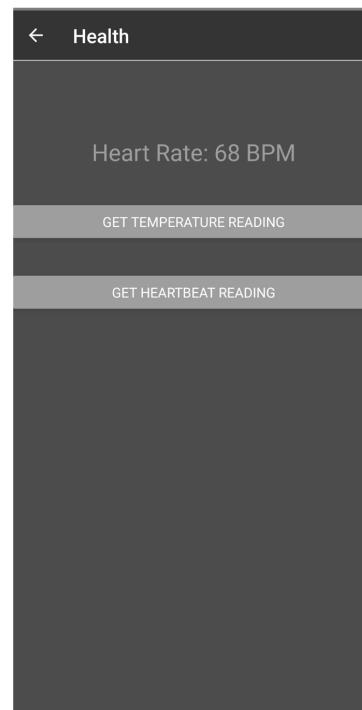 Health
Heart Rate: 68 BPM
GET TEMPERATURE READING
GET HEARTBEAT READING